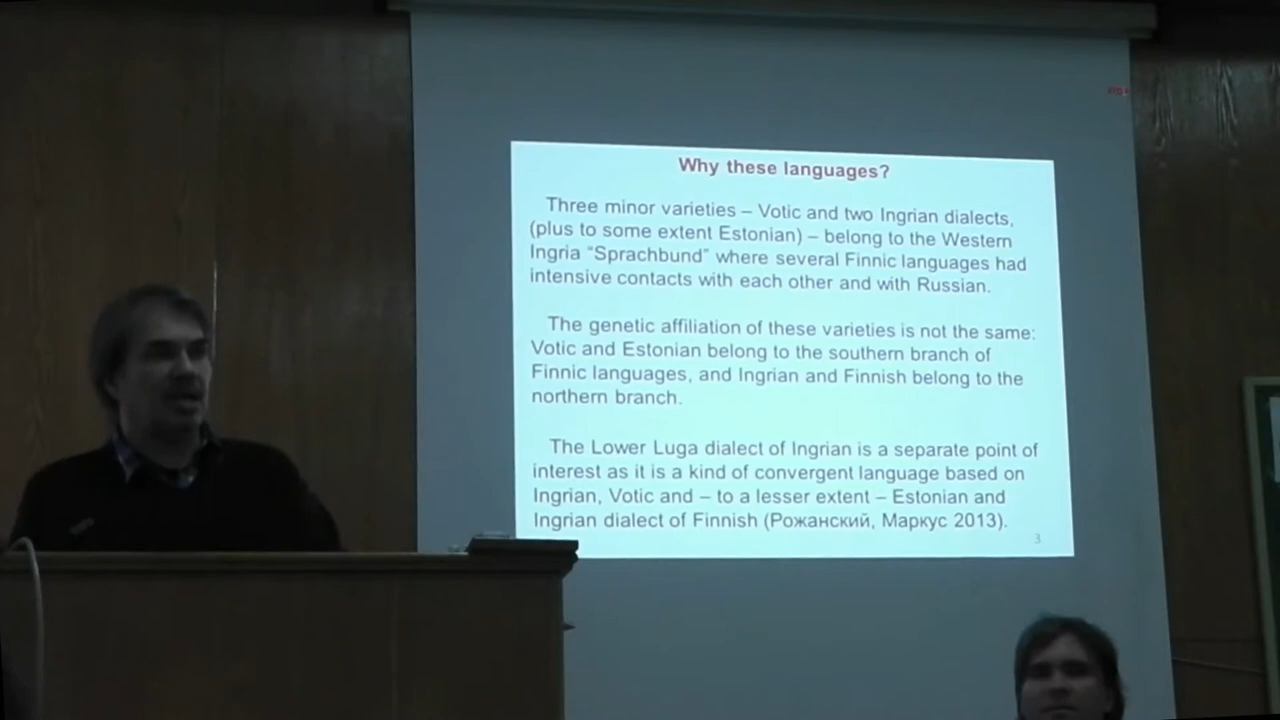 Why these languages?
Three minor varieties – Votic and two Ingrian dialects,
(plus to some extent Estonian) – belong to the Western
Ingria “Sprachbund” where several Finnic languages had
intensive contacts with each other and with Russian.
The genetic affiliation of these varieties is not the same:
Votic and Estonian belong to the southern branch of
Finnic languages, and Ingrian and Finnish belong to the
northern branch.
The Lower Luga dialect of Ingrian is a separate point of
interest as it is a kind of convergent language based on
Ingrian, Votic and – to a lesser extent – Estonian and
Ingrian dialect of Finnish (Рожанский, Маркус 2013).
3